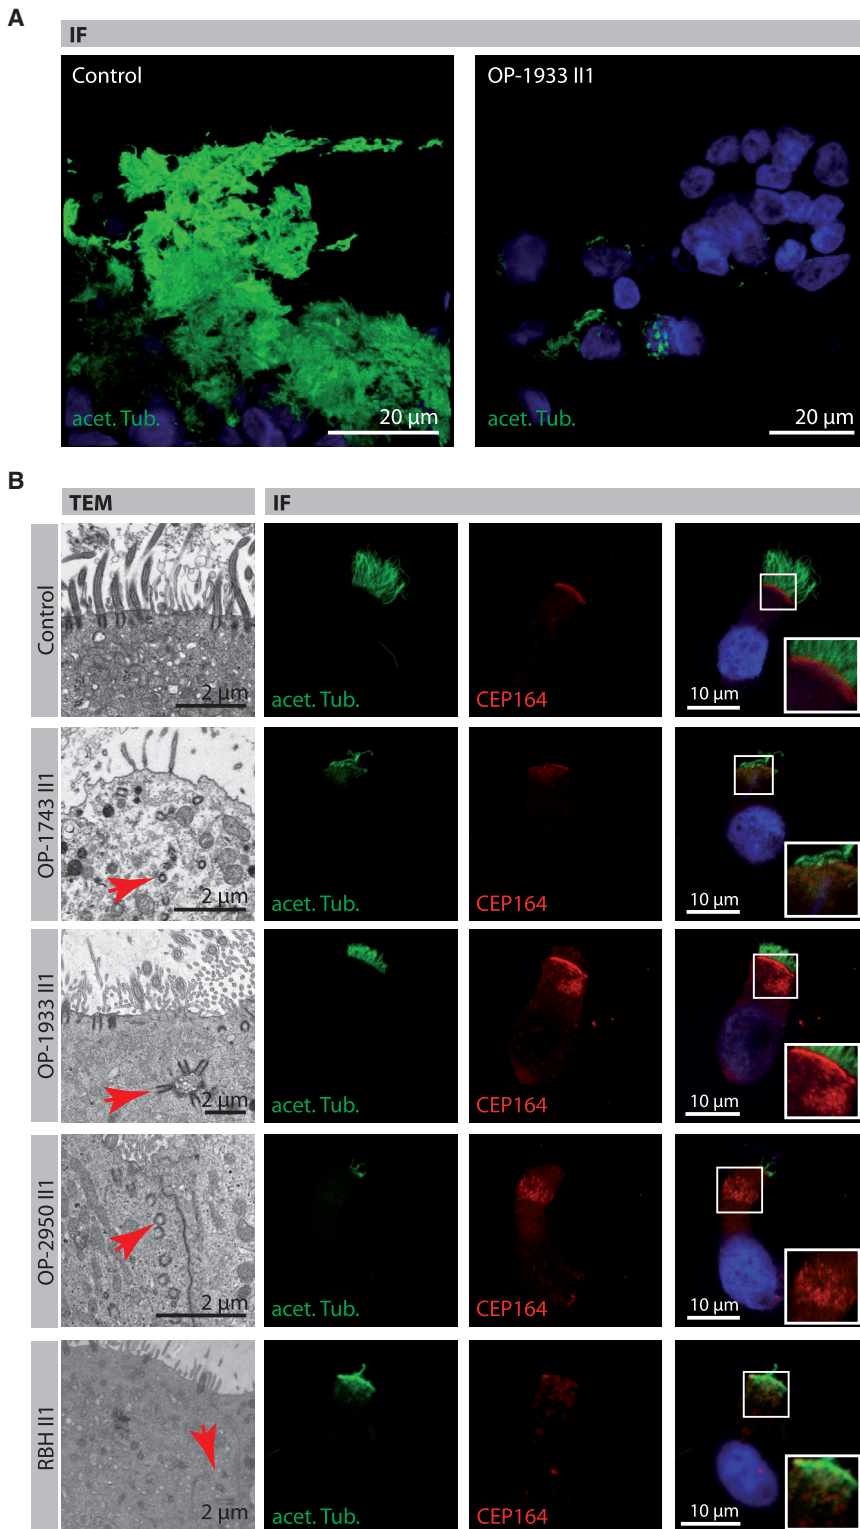 A
IF
Control
OP-1933 II1
acet. Tub.
20 µm
acet. Tub.
20 µm
B
TEM
IF
Control
2 µm
acet. Tub.
CEP164
10 µm
OP-1743 II1
2 µm
acet. Tub.
CEP164
10 µm
OP-1933 II1
2 µm
acet. Tub.
CEP164
10 µm
OP-2950 II1
2 µm
acet. Tub.
CEP164
10 µm
RBH II1
2 µm
acet. Tub.
CEP164
10 µm